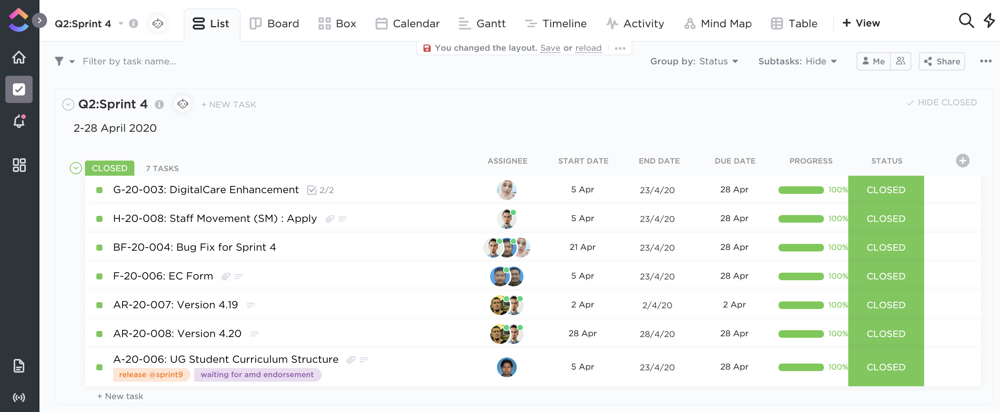 Q2:Sprint 4 List Board Box Calendar Gantt Timeline Activity Mind Map Table + View
You changed the layout. Save or reload
Filter by task name... Group by: Status Subtasks: Hide Me Share
Q2:Sprint 4 + NEW TASK HIDE CLOSED
2-28 April 2020
CLOSED 7 TASKS ASSIGNEE START DATE END DATE DUE DATE PROGRESS STATUS
G-20-003: DigitalCare Enhancement 2/2 5 Apr 23/4/20 28 Apr 100% CLOSED
H-20-008: Staff Movement (SM) : Apply 5 Apr 23/4/20 28 Apr 100% CLOSED
BF-20-004: Bug Fix for Sprint 4 21 Apr 23/4/20 28 Apr 100% CLOSED
F-20-006: EC Form 5 Apr 23/4/20 28 Apr 100% CLOSED
AR-20-007: Version 4.19 2 Apr 2/4/20 2 Apr 100% CLOSED
AR-20-008: Version 4.20 28 Apr 28/4/20 28 Apr 100% CLOSED
A-20-006: UG Student Curriculum Structure 5 Apr 23/4/20 28 Apr 100% CLOSED
release @sprint9 waiting for amd endorsement
+ New task